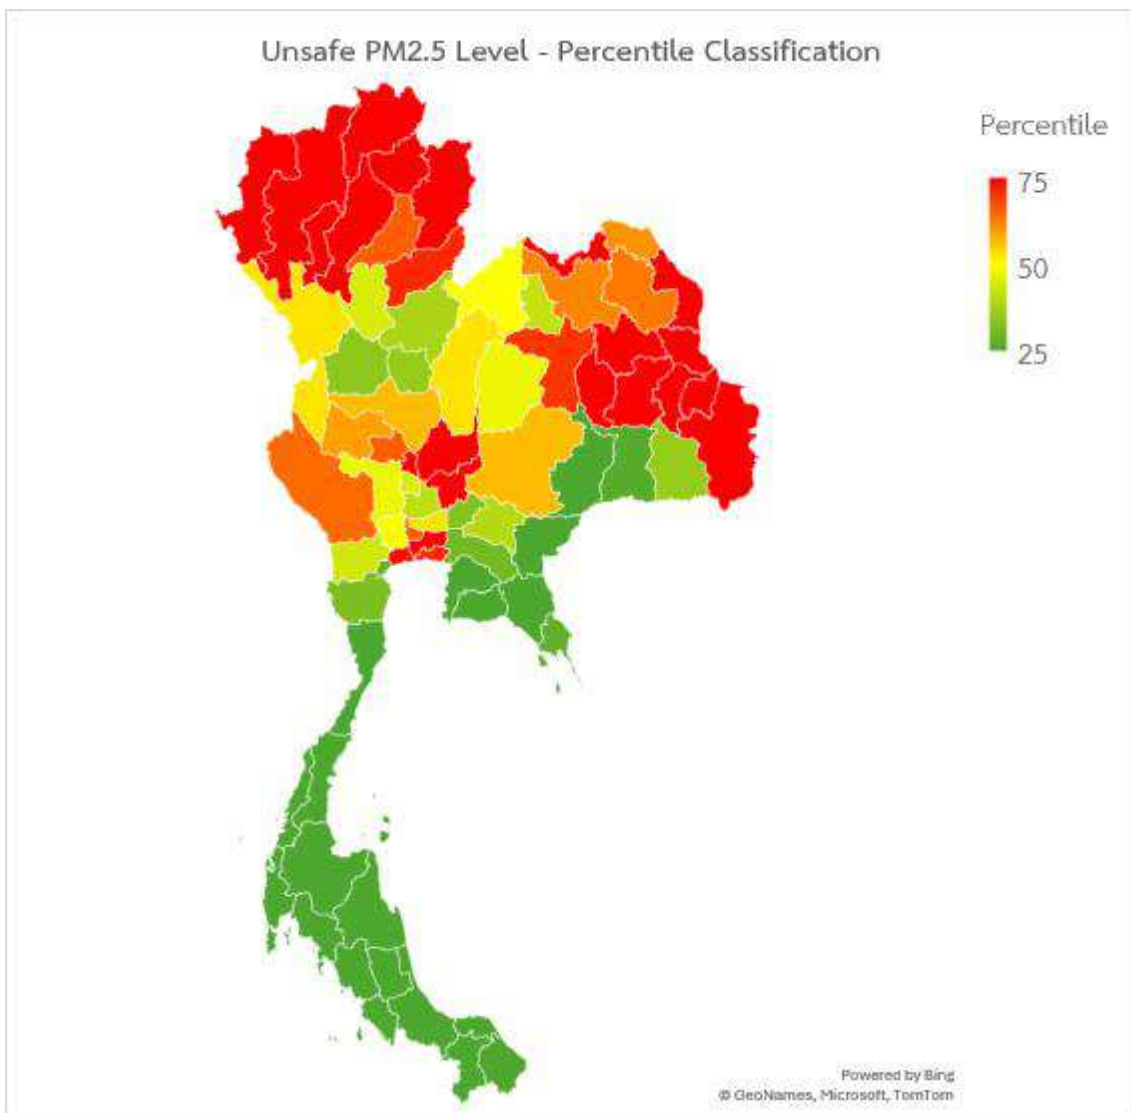 Unsafe PM2.5 Level - Percentile Classification
Percentile
75
50
25
Powered by Bing
© GeoNames, Microsoft, TomTom